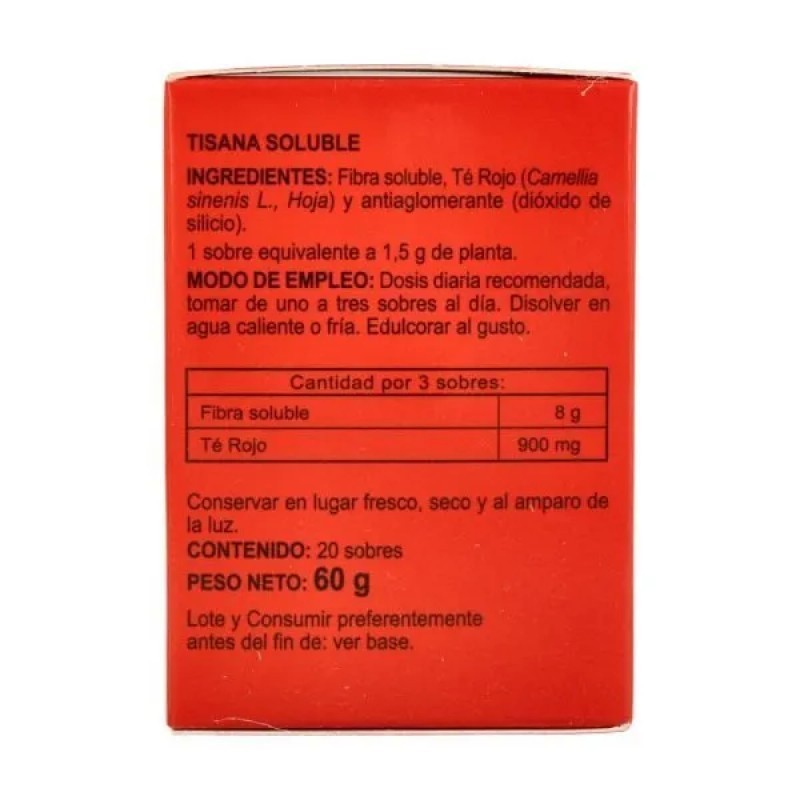 TISANA SOLUBLE
INGREDIENTES: Fibra soluble, Té Rojo (Camellia
sinenis L., Hoja) y antiaglomerante (dióxido de
silicio).
1 sobre equivalente a 1,5 g de planta.
MODO DE EMPLEO: Dosis diaria recomendada,
tomar de uno a tres sobres al día. Disolver en
agua caliente o fría. Edulcorar al gusto.
Cantidad por 3 sobres:
Fibra soluble 8 g
Té Rojo 900 mg
Conservar en lugar fresco, seco y al amparo de
la luz.
CONTENIDO: 20 sobres
PESO NETO: 60 g
Lote y Consumir preferentemente
antes del fin de: ver base.